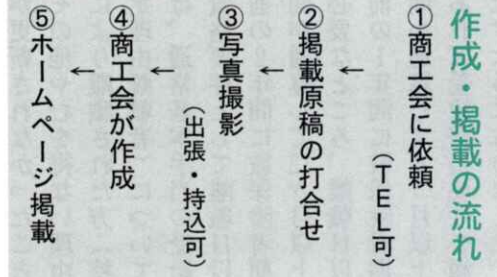 作成・掲載の流れ
①商工会に依頼
（TEL可）
←
②掲載原稿の打合せ
←
③写真撮影
（出張・持込可）
←
④商工会が作成
←
⑤ホームページ掲載